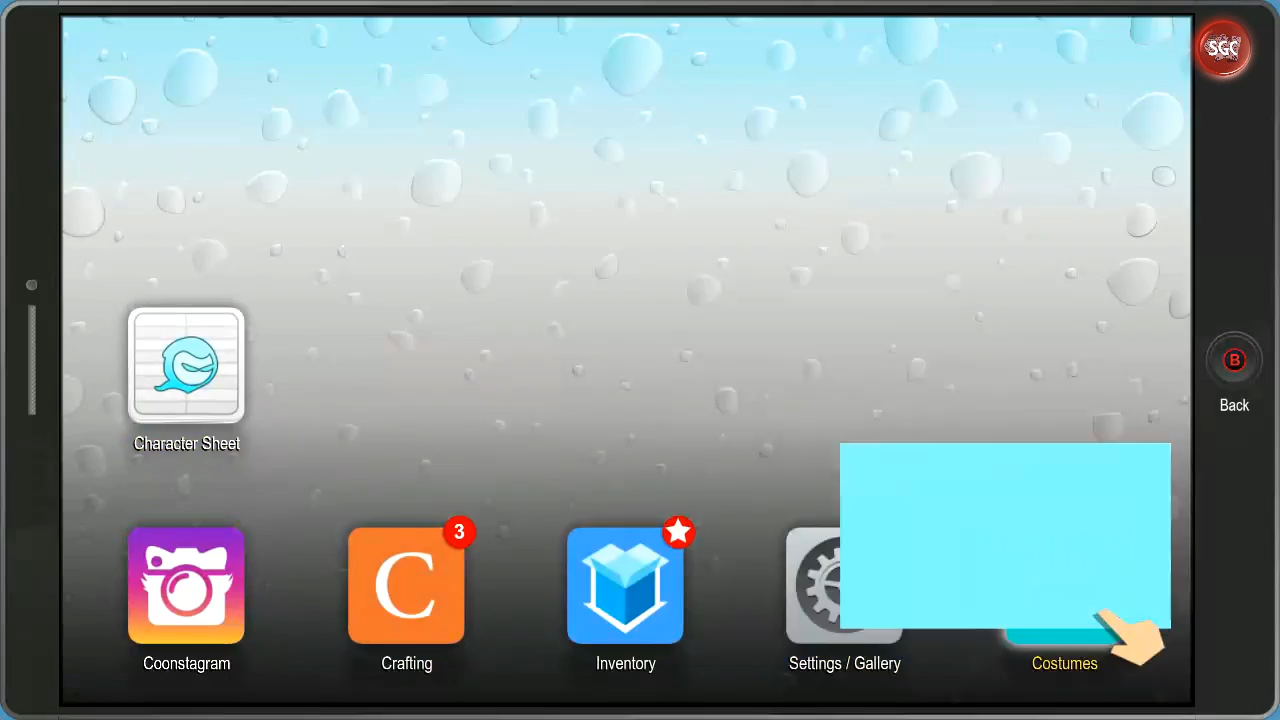 SGC
B
Back
Character Sheet
3
C
Coonstagram
Crafting
Inventory
Settings / Gallery
Costumes